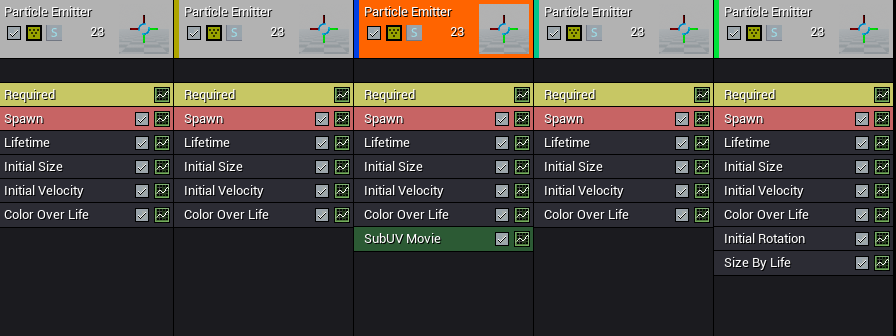 Particle Emitter Particle Emitter Particle Emitter Particle Emitter Particle Emitter
S 23 S 23 S 23 S 23 S 23
Required Required Required Required Required
Spawn Spawn Spawn Spawn Spawn
Lifetime Lifetime Lifetime Lifetime Lifetime
Initial Size Initial Size Initial Size Initial Size Initial Size
Initial Velocity Initial Velocity Initial Velocity Initial Velocity Initial Velocity
Color Over Life Color Over Life Color Over Life Color Over Life Color Over Life
SubUV Movie Initial Rotation
Size By Life